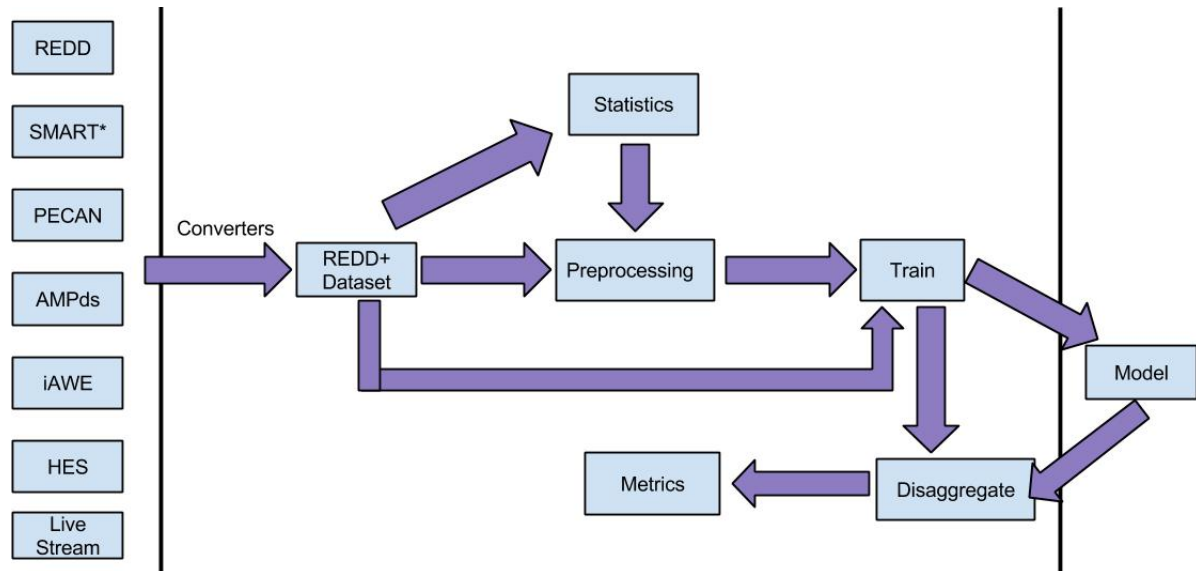 REDD
SMART*
PECAN
AMPds
iAWE
HES
Live
Stream
Converters
REDD+
Dataset
Statistics
Preprocessing
Train
Model
Metrics
Disaggregate